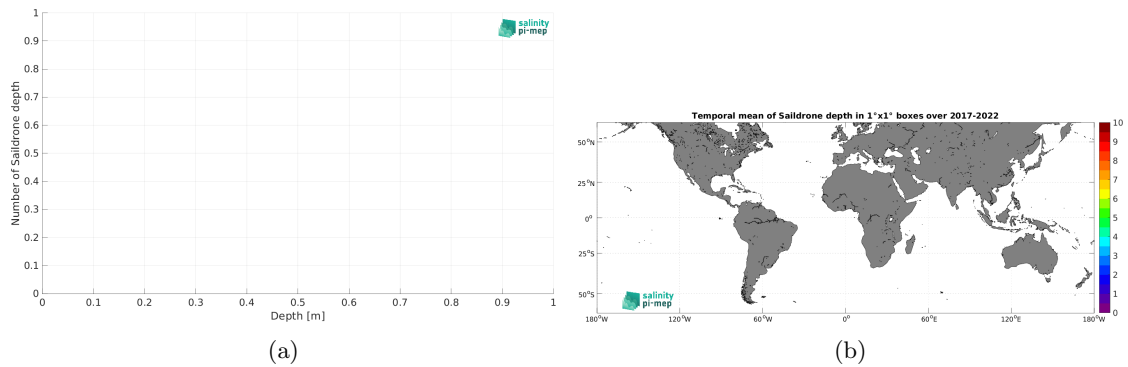 1
0.9
0.8
0.7
0.6
0.5
0.4
0.3
0.2
0.1
0
Number of Saildrone depth
0 0.1 0.2 0.3 0.4 0.5 0.6 0.7 0.8 0.9 1
Depth [m]
salinity
pi-mep
(a)
Temporal mean of Saildrone depth in 1°x1° boxes over 2017-2022
50°N
25°N
0°
25°S
50°S
180°W 120°W 60°W 0° 60°E 120°E 180°W
salinity
pi-mep
10
9
8
7
6
5
4
3
2
1
0
(b)